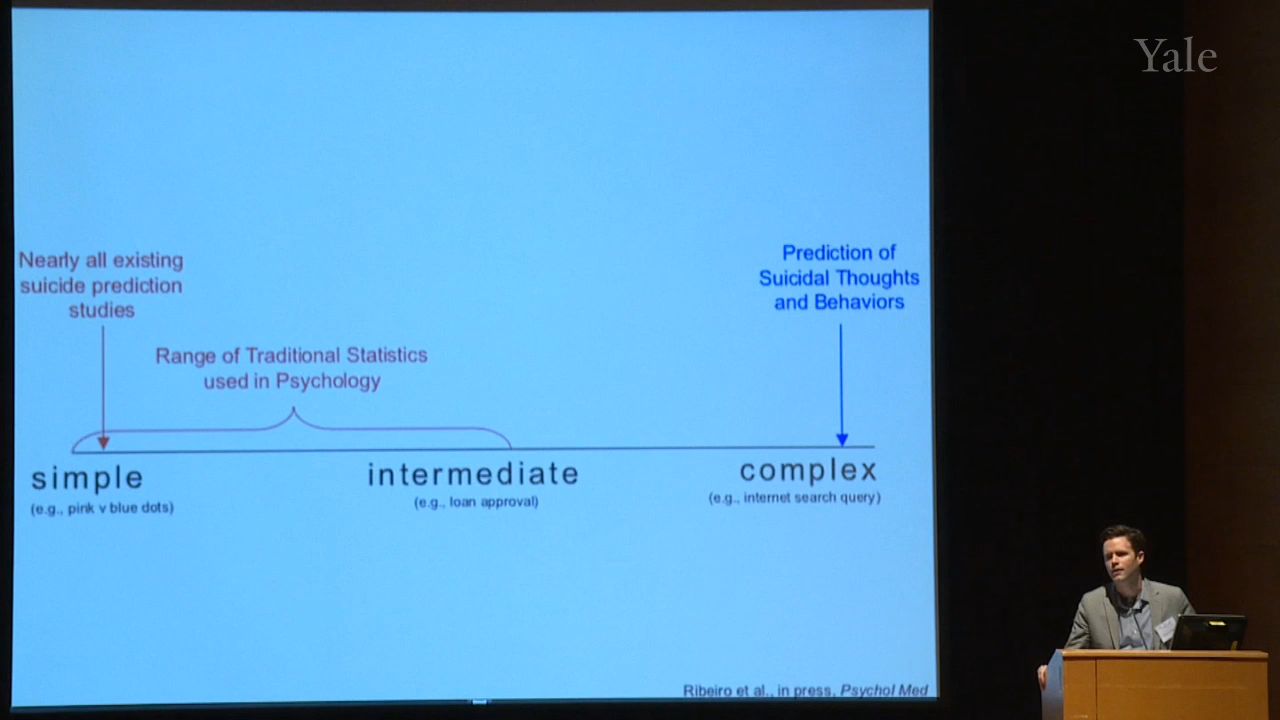 Yale
Nearly all existing
suicide prediction
studies
Prediction of
Suicidal Thoughts
and Behaviors
Range of Traditional Statistics
used in Psychology
simple
(e.g., pink v blue dots)
intermediate
(e.g., loan approval)
complex
(e.g., internet search query)
Ribeiro et al., in press, Psychol Med